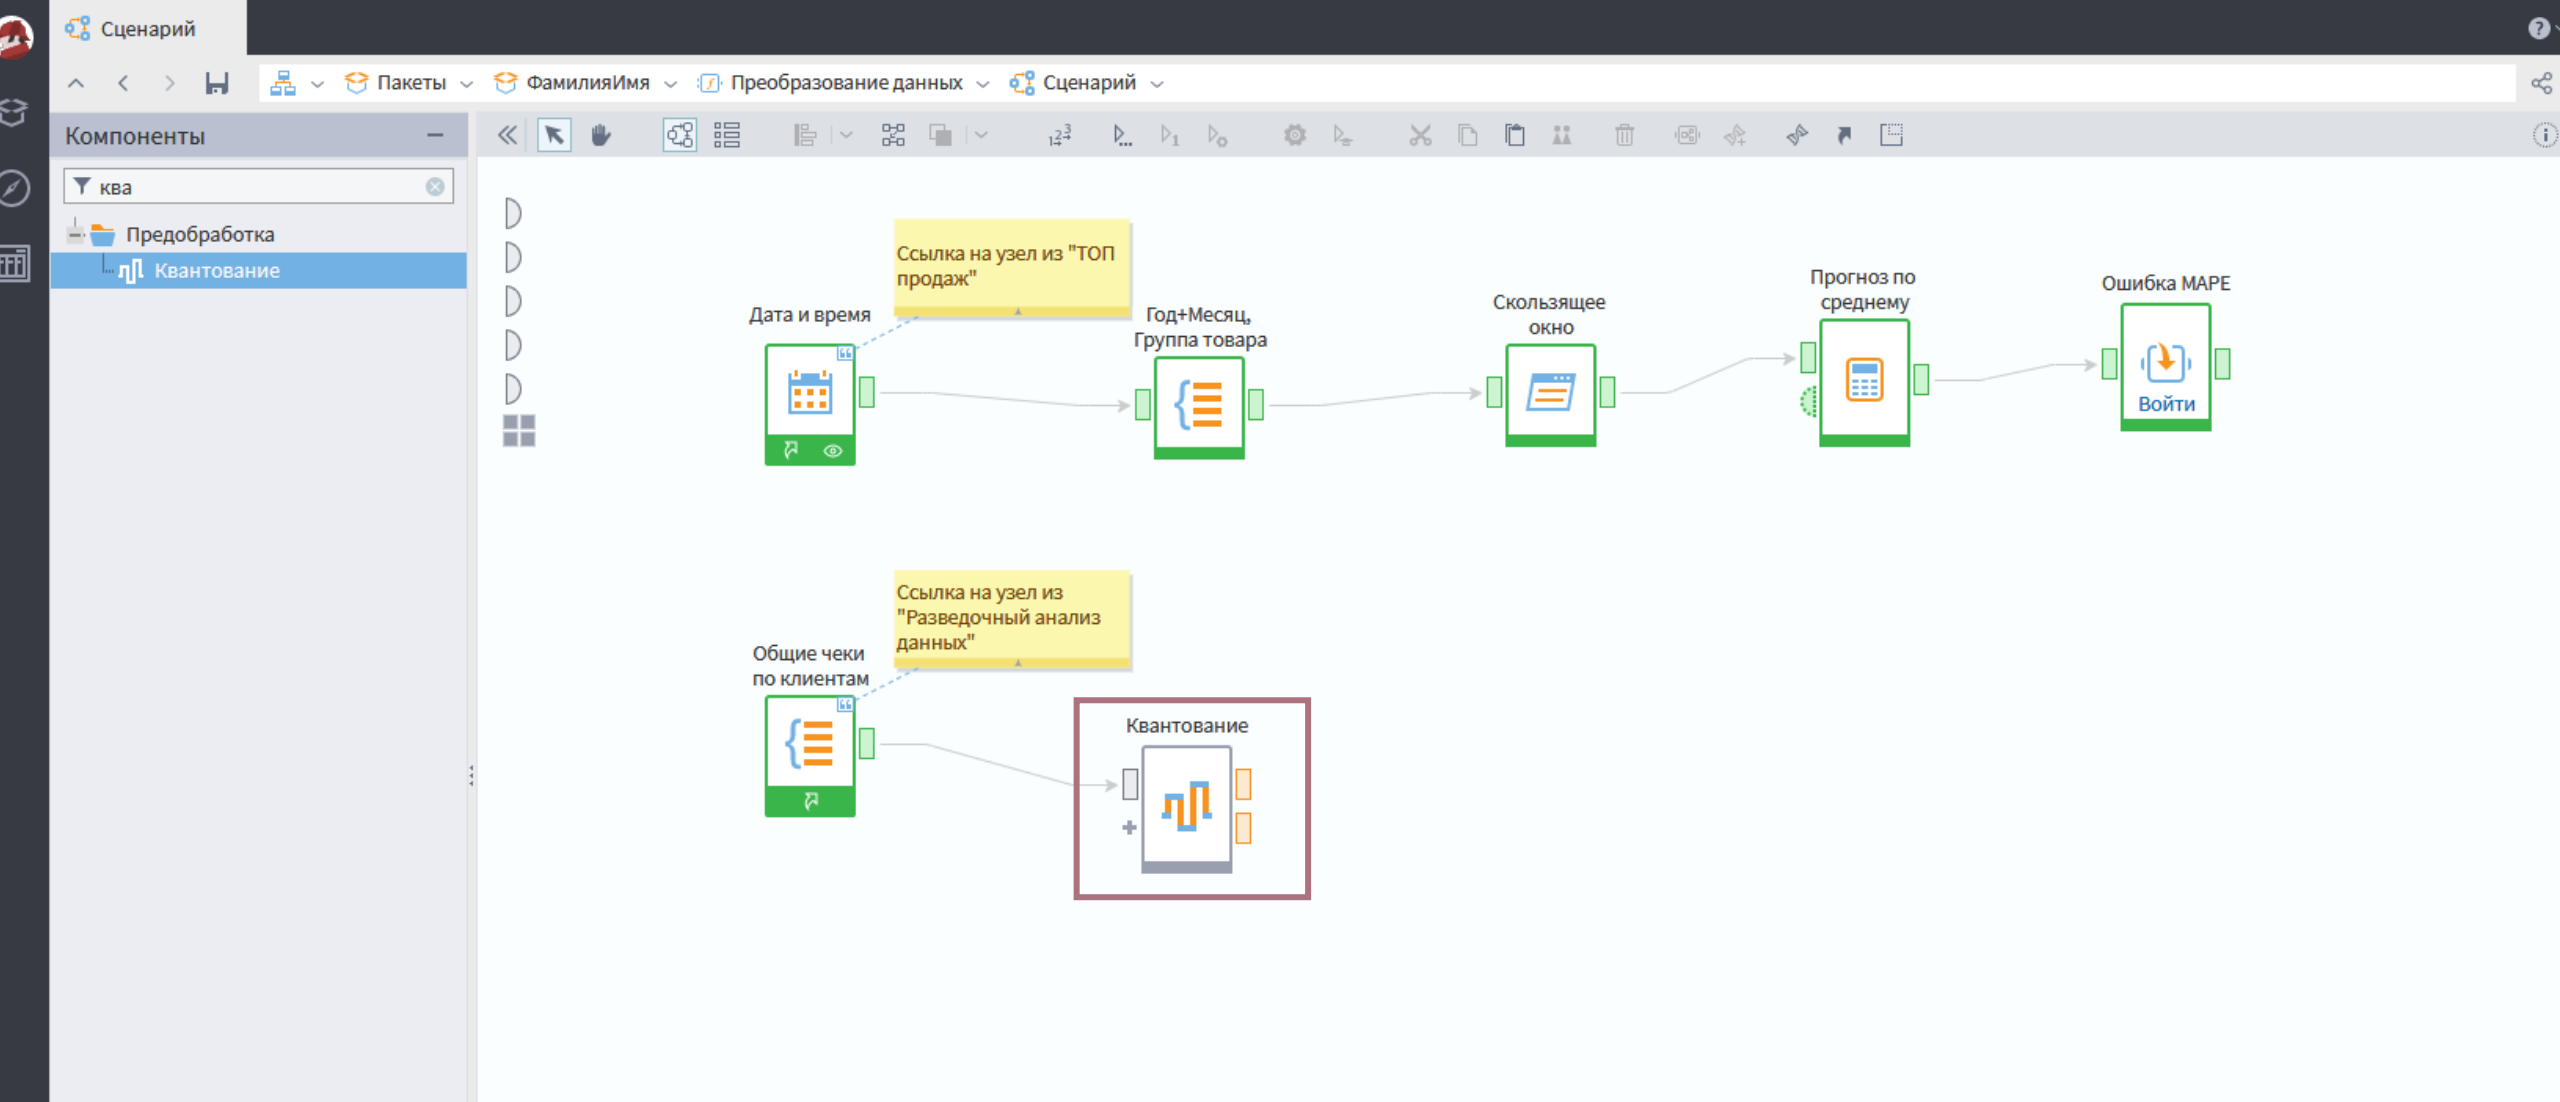 Сценарий
Пакеты
ФамилияИмя
Преобразование данных
Сценарий
Компоненты
ква
Предобработка
Квантование
Ссылка на узел из "ТОП
продаж"
Дата и время
Год+Месяц,
Группа товара
Скользящее
окно
Прогноз по
среднему
Ошибка MAPE
Войти
Ссылка на узел из
"Разведочный анализ
данных"
Общие чеки
по клиентам
Квантование